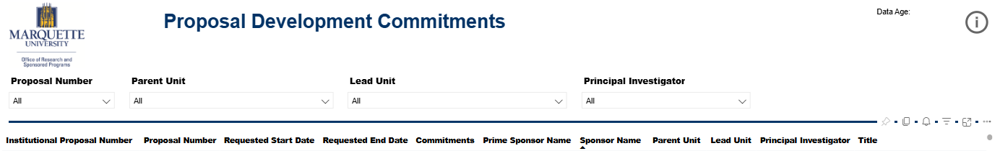 MARQUETTE
UNIVERSITY
Office of Research and
Sponsored Programs
Proposal Development Commitments
Data Age:
Proposal Number Parent Unit Lead Unit Principal Investigator
All All All All
Institutional Proposal Number Proposal Number Requested Start Date Requested End Date Commitments Prime Sponsor Name Sponsor Name Parent Unit Lead Unit Principal Investigator Title